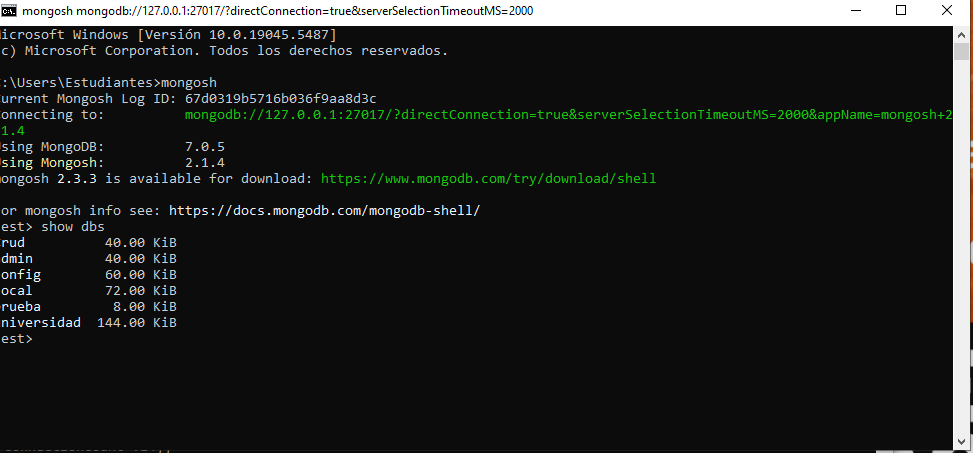 mongosh mongodb://127.0.0.1:27017/?directConnection=true&serverSelectionTimeoutMS=2000
icrosoft Windows [Versión 10.0.19045.5487]
c) Microsoft Corporation. Todos los derechos reservados.
:\Users\Estudiantes>mongosh
urrent Mongosh Log ID: 67d0319b5716b036f9aa8d3c
onnecting to: mongodb://127.0.0.1:27017/?directConnection=true&serverSelectionTimeoutMS=2000&appName=mongosh+2
.1.4
sing MongoDB: 7.0.5
sing Mongosh: 2.1.4
ongosh 2.3.3 is available for download: https://www.mongodb.com/try/download/shell
or mongosh info see: https://docs.mongodb.com/mongodb-shell/
est> show dbs
rud 40.00 KiB
dmin 40.00 KiB
onfig 60.00 KiB
ocal 72.00 KiB
rueba 8.00 KiB
niversidad 144.00 KiB
est>